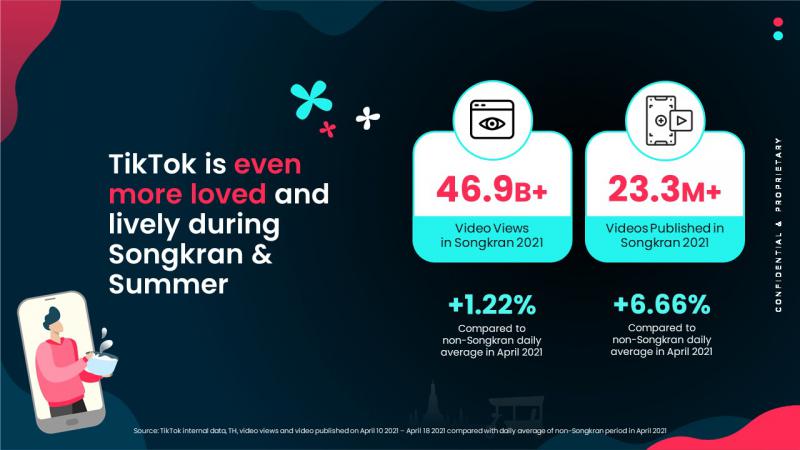 TikTok is even
more loved and
lively during
Songkran &
Summer
46.9B+
Video Views
in Songkran 2021
+1.22%
Compared to
non-Songkran daily
average in April 2021
23.3M+
Videos Published in
Songkran 2021
+6.66%
Compared to
non-Songkran daily
average in April 2021
CONFIDENTIAL & PROPRIETARY
Source: TikTok internal data, TH, video views and video published on April 10 2021 – April 18 2021 compared with daily average of non-Songkran period in April 2021